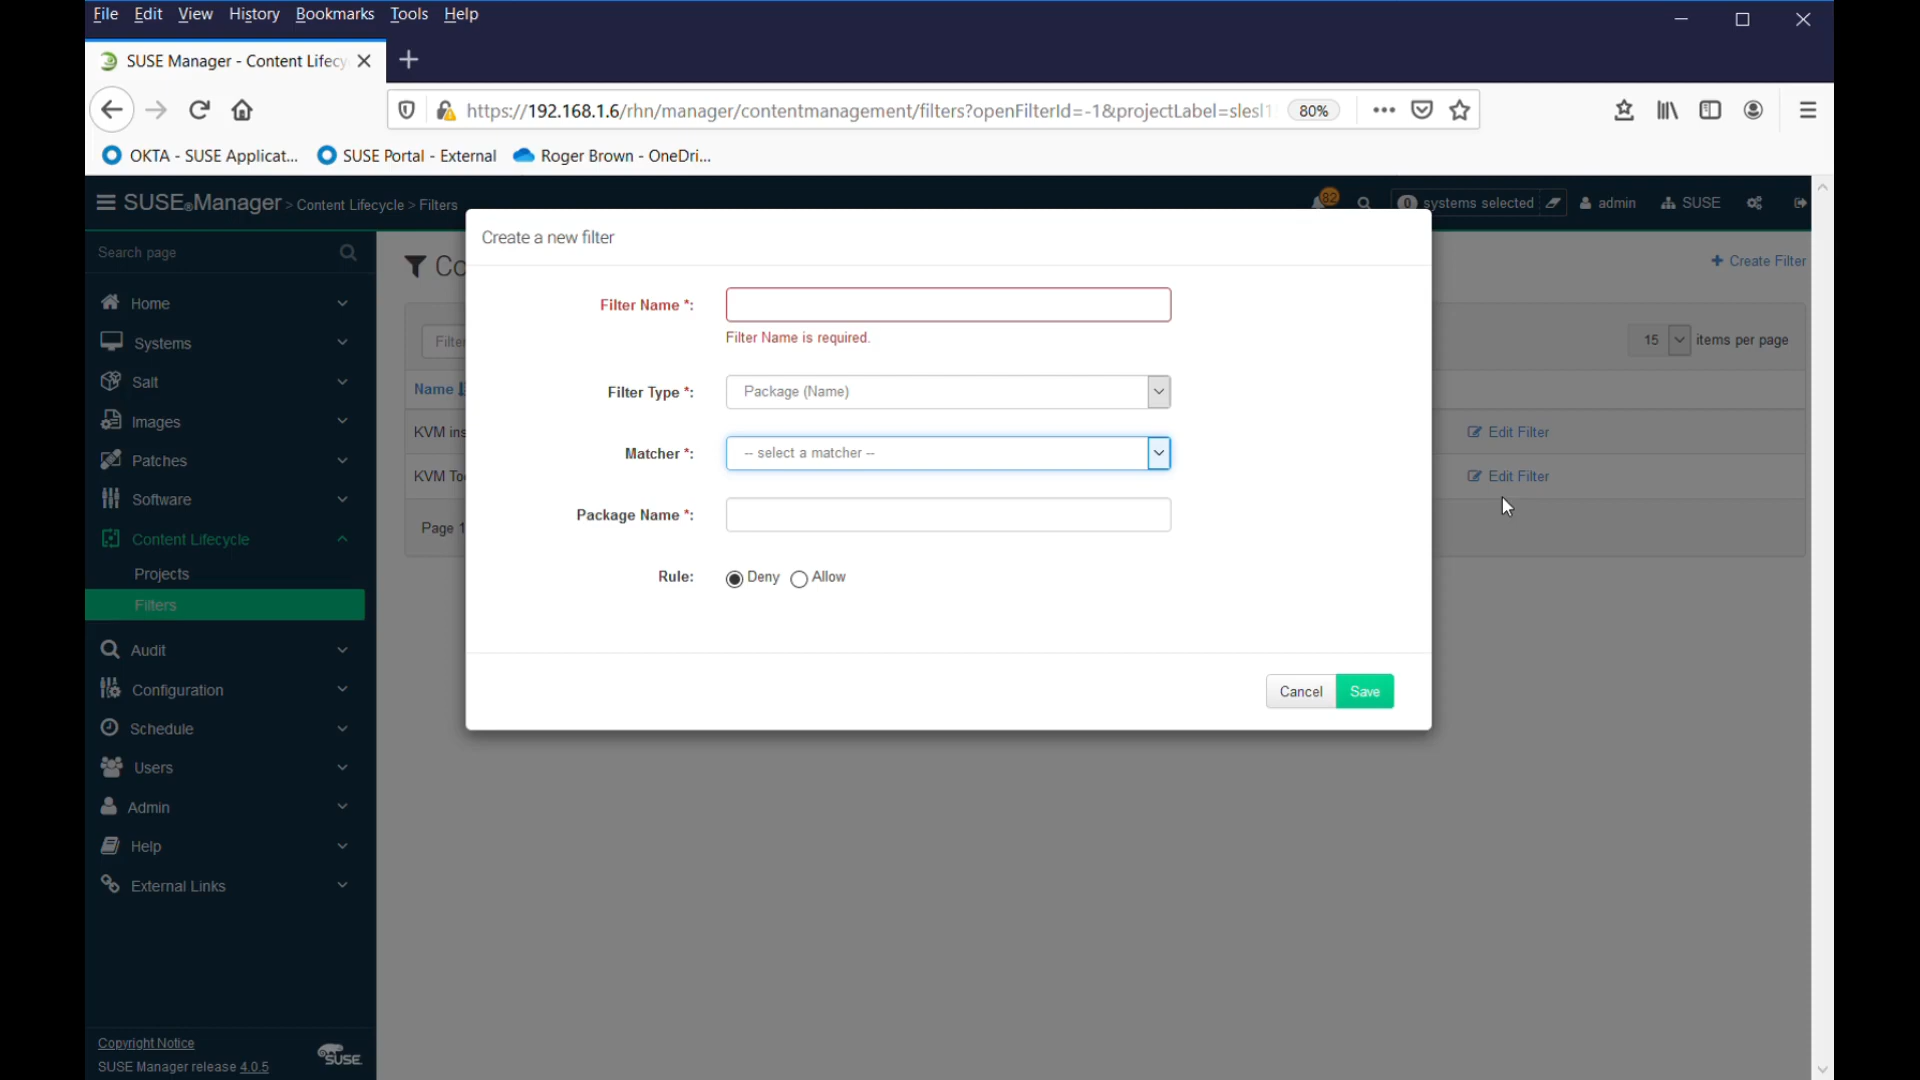 File Edit View History Bookmarks Tools Help
SUSE Manager - Content Lifecy
https://192.168.1.6/rhn/manager/contentmanagement/filters?openFilterId=-1&projectLabel=slesl1 80%
OKTA - SUSE Applicat... SUSE Portal - External Roger Brown - OneDri...
SUSE Manager > Content Lifecycle > Filters 82 0 systems selected admin SUSE
Search page
Home
Systems
Salt
Images
Patches
Software
Content Lifecycle
Projects
Filters
Audit
Configuration
Schedule
Users
Admin
Help
External Links
Copyright Notice
SUSE Manager release 4.0.5
SUSE
Co
Create Filter
Filte
15 items per page
Name
KVM ins
Edit Filter
KVM Too
Edit Filter
Page 1
Create a new filter
Filter Name *:
Filter Name is required.
Filter Type *: Package (Name)
Matcher *: -- select a matcher --
Package Name *:
Rule: Deny Allow
Cancel Save